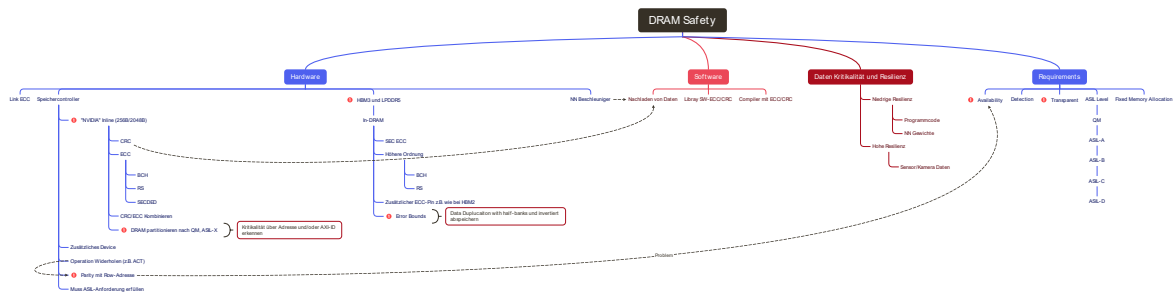 DRAM Safety
Hardware
Software
Daten Kritikalität und Resilienz
Requirements
Link ECC
Speichercontroller
HBM3 und LPDDR5
NN Beschleuniger
Nachladen von Daten
Library SW-ECC/CRC
Compiler mit ECC/CRC
Niedrige Resilienz
Availability
Detection
Transparent
ASIL Level
Fixed Memory Allocation
"NVIDIA" Inline (256B/2048B)
In-DRAM
Programmcode
QM
CRC
SEC ECC
NN Gewichte
ASIL-A
ECC
Höhere Ordnung
Hohe Resilienz
ASIL-B
Sensor/Kamera Daten
BCH
BCH
ASIL-C
RS
RS
ASIL-D
SECDED
Zusätzlicher ECC-Pin z.B. wie bei HBM2
CRC/ECC Kombinieren
Error Bounds
Data Duplucation with half-banks und invertiert
abspeichern
DRAM partitionieren nach QM, ASIL-X
Kritikalität über Adresse und/oder AXI-ID
erkennen
Zusätzliches Device
Operation Widerholen (z.B. ACT)
Problem
Parity mit Row-Adresse
Muss ASIL-Anforderung erfüllen